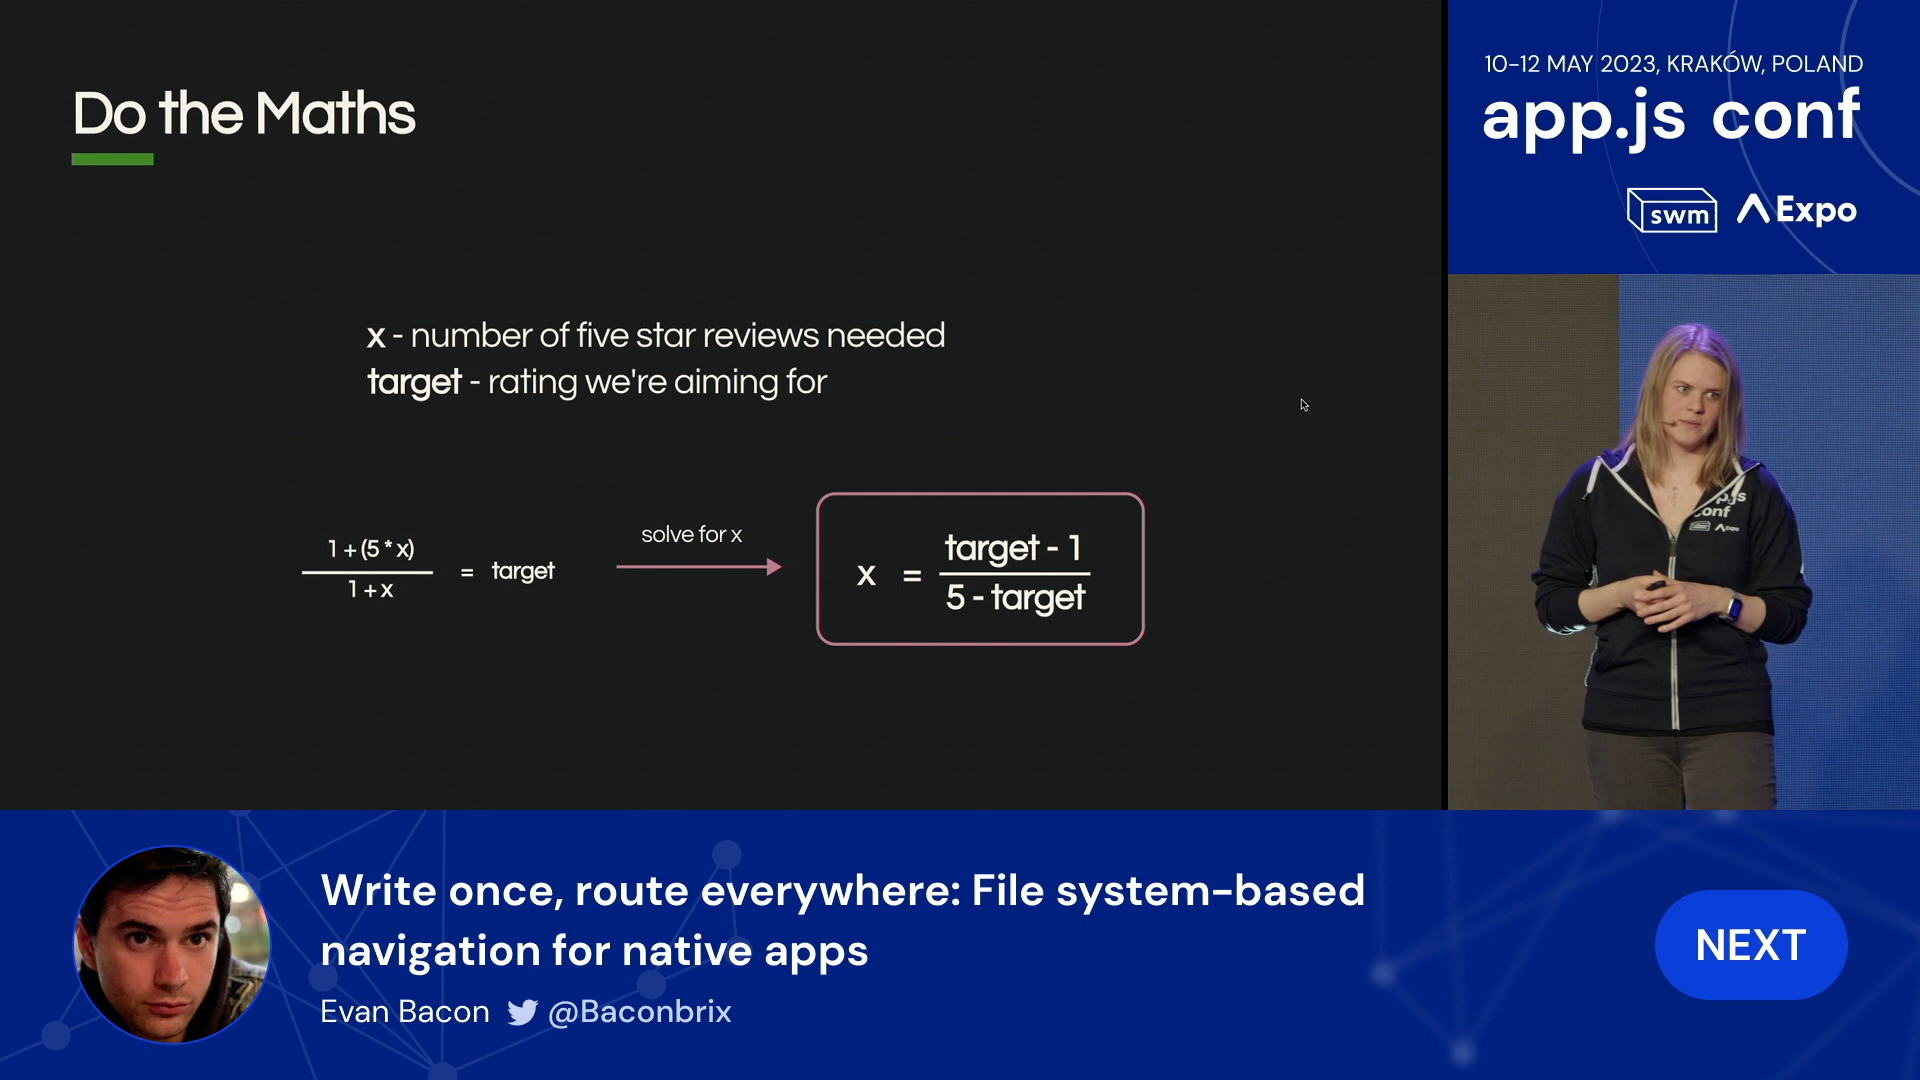 Do the Maths
x - number of five star reviews needed
target - rating we're aiming for
1 + (5 * x)
1 + x
= target
solve for x
x =
target - 1
5 - target
10-12 MAY 2023, KRAKÓW, POLAND
app.js conf
swm Expo
conf
Expo
Write once, route everywhere: File system-based
navigation for native apps
Evan Bacon @Baconbrix
NEXT